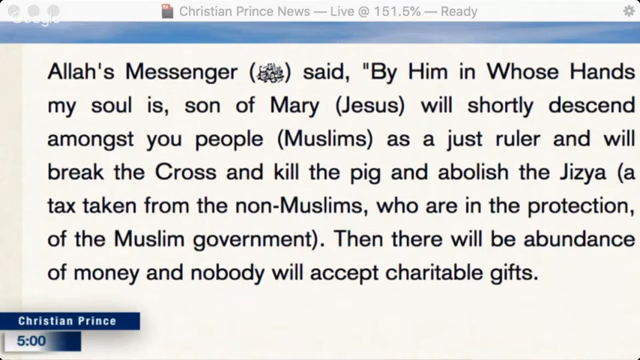 Christian Prince News — Live @ 151.5% — Ready
Google
Allah's Messenger (ﷺ) said, "By Him in Whose Hands
my soul is, son of Mary (Jesus) will shortly descend
amongst you people (Muslims) as a just ruler and will
break the Cross and kill the pig and abolish the Jizya (a
tax taken from the non-Muslims, who are in the protection,
of the Muslim government). Then there will be abundance
of money and nobody will accept charitable gifts.
Christian Prince
5:00